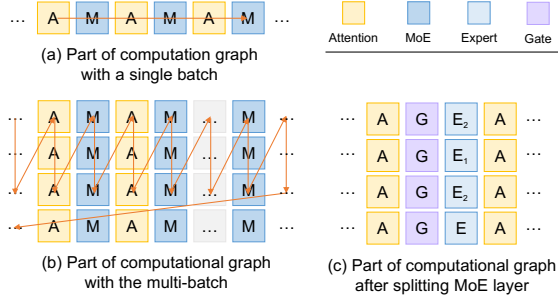 ... A M A M A M ...
(a) Part of computation graph
with a single batch
Attention MoE Expert Gate
... A M A M ... M ...
... A M A M ... M ...
... A M A M ... M ...
... A M A M ... M ...
(b) Part of computational graph
with the multi-batch
... A G E₂ A ...
... A G E₁ A ...
... A G E₂ A ...
... A G E A ...
(c) Part of computational graph
after splitting MoE layer